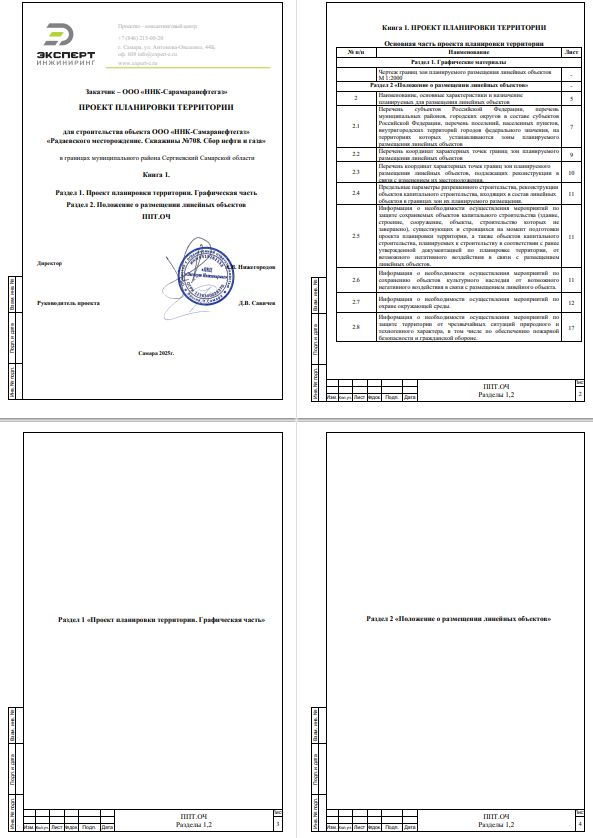 ЭКСПЕРТ
ИНЖИНИРИНГ
Проектно - консалтинговый центр
+7 (846) 215-00-20
г. Самара, ул. Антонова-Овсеенко, 44Б,
оф. 809 info@expert-e.ru
www.expert-e.ru
Заказчик – ООО «ННК-Самаранефтегаз»
ПРОЕКТ ПЛАНИРОВКИ ТЕРРИТОРИИ
для строительства объекта ООО «ННК-Самаранефтегаз»
«Радаевского месторождение. Скважины №708. Сбор нефти и газа»
в границах муниципального района Сергиевский Самарской области
Книга 1.
Раздел 1. Проект планировки территории. Графическая часть
Раздел 2. Положение о размещении линейных объектов
ППТ.ОЧ
Директор
Нижегородов
Руководитель проекта
Д.В. Савичев
Самара 2025г.
Взам. инв. №
Подп. и дата
Инв.№ подл.
Книга 1. ПРОЕКТ ПЛАНИРОВКИ ТЕРРИТОРИИ
Основная часть проекта планировки территории
№ п/п Наименование Лист
Раздел 1. Графические материалы
Чертеж границ зон планируемого размещения линейных объектов -
М 1:2000
Раздел 2 «Положение о размещении линейных объектов» -
2 Наименование, основные характеристики и назначение 5
планируемых для размещения линейных объектов
2.1 Перечень субъектов Российской Федерации, перечень 7
муниципальных районов, городских округов в составе субъектов
Российской Федерации, перечень поселений, населенных пунктов,
внутригородских территорий городов федерального значения, на
территориях которых устанавливаются зоны планируемого
размещения линейных объектов
2.2 Перечень координат характерных точек границ зон планируемого 9
размещения линейных объектов
2.3 Перечень координат характерных точек границ зон планируемого 10
размещения линейных объектов, подлежащих реконструкции в
связи с изменением их местоположения.
2.4 Предельные параметры разрешенного строительства, реконструкции 11
объектов капитального строительства, входящих в состав линейных
объектов в границах зон их планируемого размещения.
2.5 Информация о необходимости осуществления мероприятий по 11
защите сохраняемых объектов капитального строительства (здание,
строение, сооружение, объекты, строительство которых не
завершено), существующих и строящихся на момент подготовки
проекта планировки территории, а также объектов капитального
строительства, планируемых к строительству в соответствии с ранее
утвержденной документацией по планировке территории, от
возможного негативного воздействия в связи с размещением
линейных объектов.
2.6 Информация о необходимости осуществления мероприятий по 11
сохранению объектов культурного наследия от возможного
негативного воздействия в связи с размещением линейного объекта.
2.7 Информация о необходимости осуществления мероприятий по 12
охране окружающей среды.
2.8 Информация о необходимости осуществления мероприятий по 17
защите территории от чрезвычайных ситуаций природного и
техногенного характера, в том числе по обеспечению пожарной
безопасности и гражданской обороне.
Взам. инв. №
Подп. и дата
Инв.№ подл.
Изм. Кол.уч. Лист №док Подп. Дата
ППТ.ОЧ
Разделы 1,2
Лис
2
Раздел 1 «Проект планировки территории. Графическая часть»
Взам. инв. №
Подп. и дата
Инв.№ подл.
Изм. Кол.уч. Лист №док Подп. Дата
ППТ.ОЧ
Разделы 1,2
Лис
3
Раздел 2 «Положение о размещении линейных объектов»
Взам. инв. №
Подп. и дата
Инв.№ подл.
Изм. Кол.уч. Лист №док Подп. Дата
ППТ.ОЧ
Разделы 1,2
Лис
4